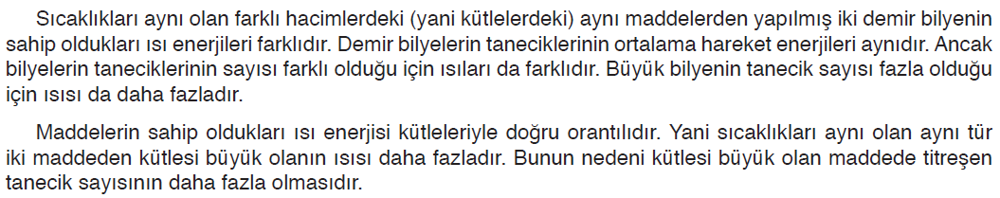 Sıcaklıkları aynı olan farklı hacimlerdeki (yani kütlelerdeki) aynı maddelerden yapılmış iki demir bilyenin
sahip oldukları ısı enerjileri farklıdır. Demir bilyelerin taneciklerinin ortalama hareket enerjileri aynıdır. Ancak
bilyelerin taneciklerinin sayısı farklı olduğu için ısıları da farklıdır. Büyük bilyenin tanecik sayısı fazla olduğu
için ısısı da daha fazladır.
Maddelerin sahip oldukları ısı enerjisi kütleleriyle doğru orantılıdır. Yani sıcaklıkları aynı olan aynı tür
iki maddeden kütlesi büyük olanın ısısı daha fazladır. Bunun nedeni kütlesi büyük olan maddede titreşen
tanecik sayısının daha fazla olmasıdır.